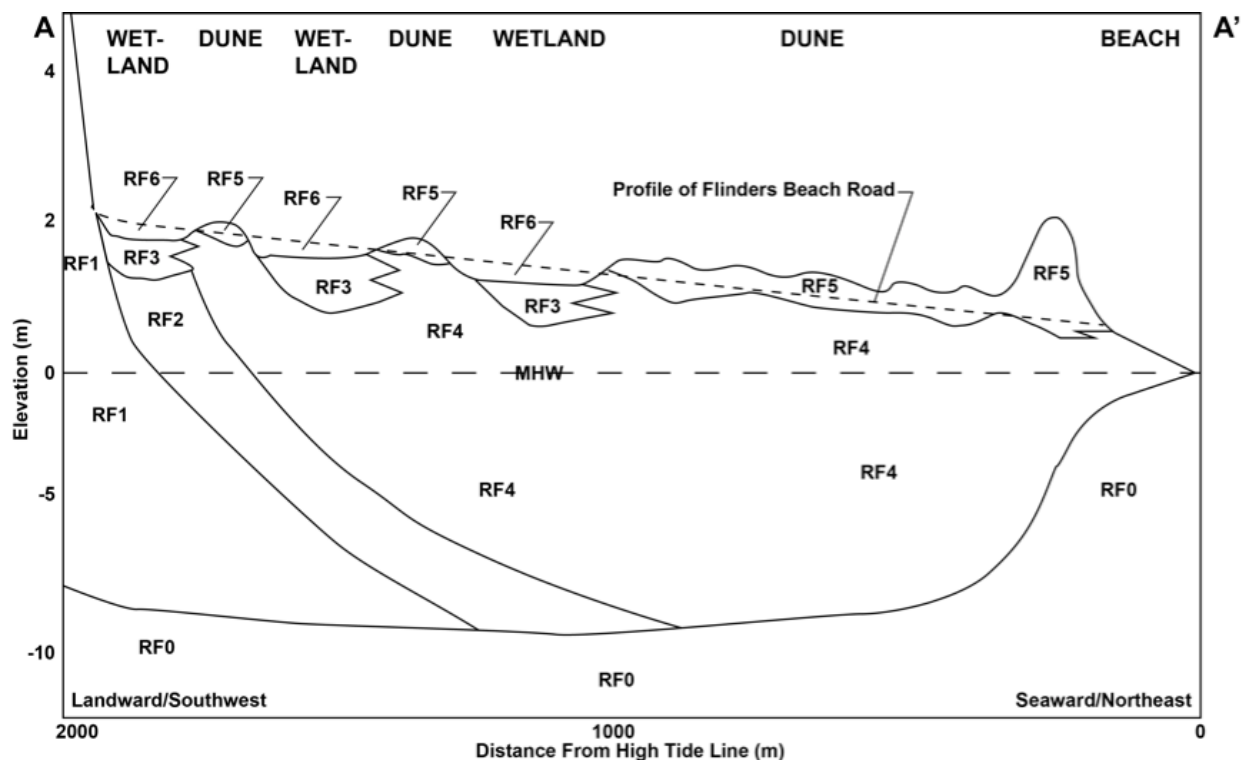 A
WET-
LAND
DUNE
WET-
LAND
DUNE
WETLAND
DUNE
BEACH
A’
4
RF6
RF5
RF6
RF5
RF6
Profile of Flinders Beach Road
2
RF1
RF3
RF3
RF3
RF5
RF5
RF2
RF4
RF4
0
MHW
RF1
Elevation (m)
-5
RF4
RF4
RF0
-10
RF0
RF0
Landward/Southwest
Seaward/Northeast
2000
1000
0
Distance From High Tide Line (m)